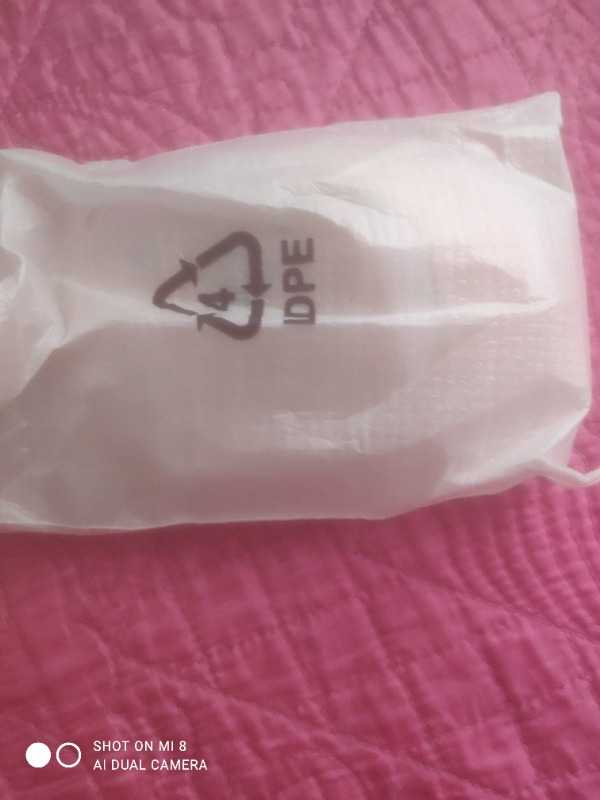 4
LDPE
SHOT ON MI 8
AI DUAL CAMERA